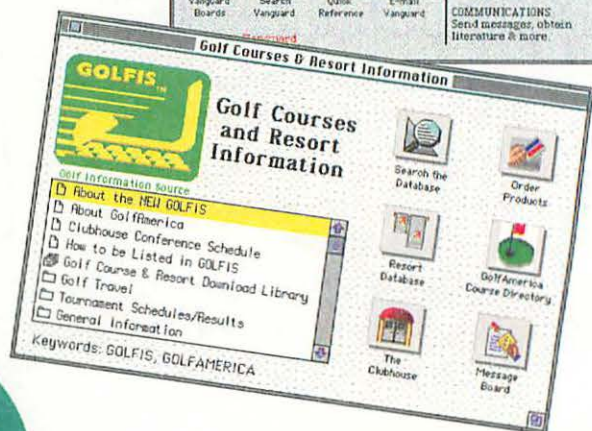 Vanguard Search Quick E-mail
Boards Vanguard Reference Vanguard
COMMUNICATIONS
Send messages, obtain
literature & more.
Vanguard
Golf Courses & Resort Information
GOLFIS™
Golf Courses
and Resort
Information
Golf Information Source
About the NEW GOLFIS
About GolfAmerica
Clubhouse Conference Schedule
How to be Listed in GOLFIS
Golf Course & Resort Download Library
Golf Travel
Tournament Schedules/Results
General Information
Search the
Database
Order
Products
Resort
Database
GolfAmerica
Course Directory
The
Clubhouse
Message
Board
Keywords: GOLFIS, GOLFAMERICA